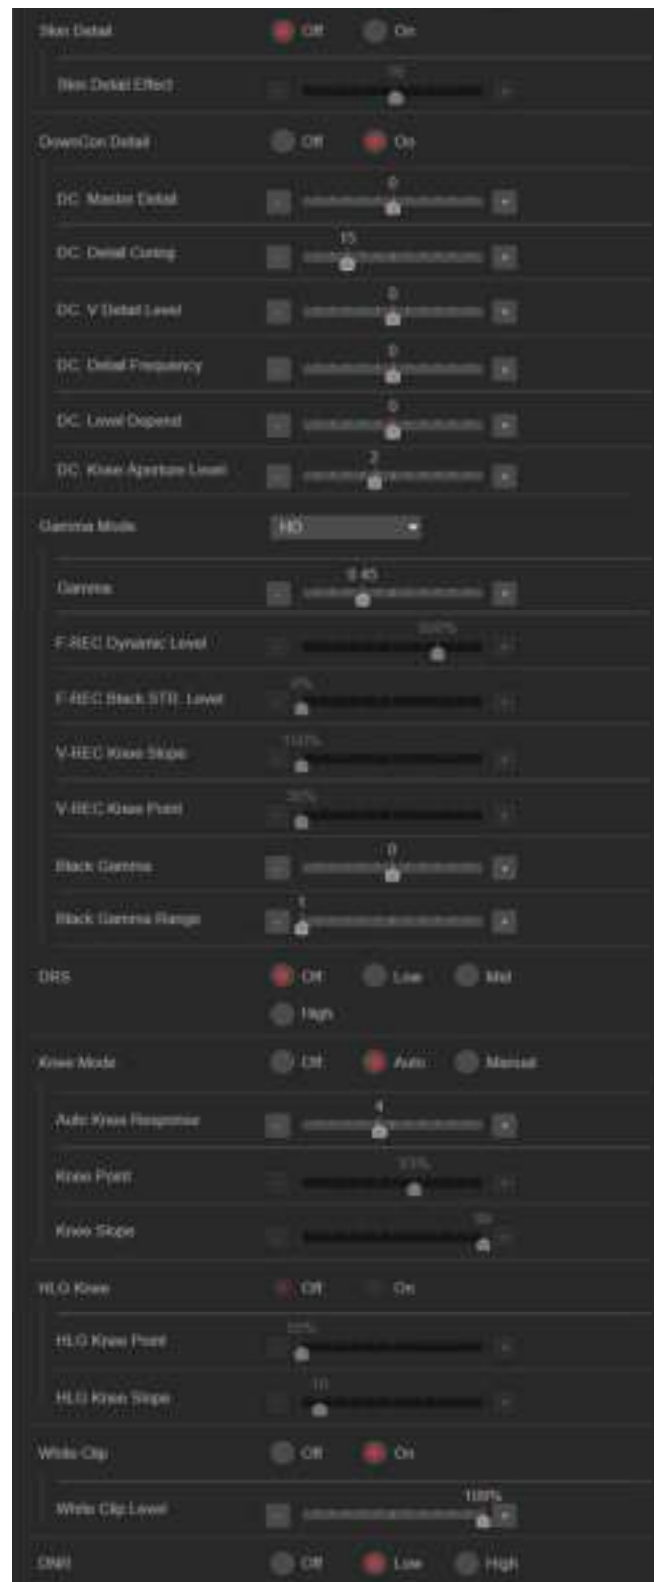 Skin Detail Off On
Skin Detail Effect
DownCon Detail Off On
DC. Master Detail - 0 +
DC. Detail Coring - 15 +
DC. V Detail Level - 0 +
DC. Detail Frequency - 0 +
DC. Level Depend - 0 +
DC. Knee Aperture Level - 2 +
Gamma Mode HD
Gamma - 0.45 +
F-REC Dynamic Level
F-REC Black STR. Level
V-REC Knee Slope
V-REC Knee Point
Black Gamma - 0 +
Black Gamma Range - +
DRS Off Low Mid
High
Knee Mode Off Auto Manual
Auto Knee Response - 4 +
Knee Point
Knee Slope
HLG Knee Off On
HLG Knee Point
HLG Knee Slope
White Clip Off On
White Clip Level - 109% +
DNR Off Low High